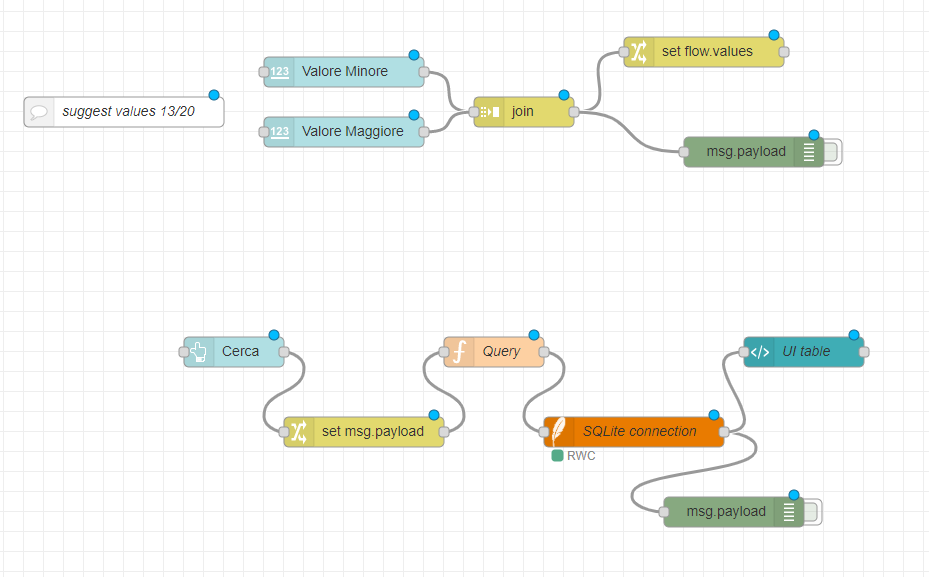 123 Valore Minore
set flow.values
suggest values 13/20
join
123 Valore Maggiore
msg.payload
Cerca
Query
</> UI table
set msg.payload
SQLite connection
RWC
msg.payload